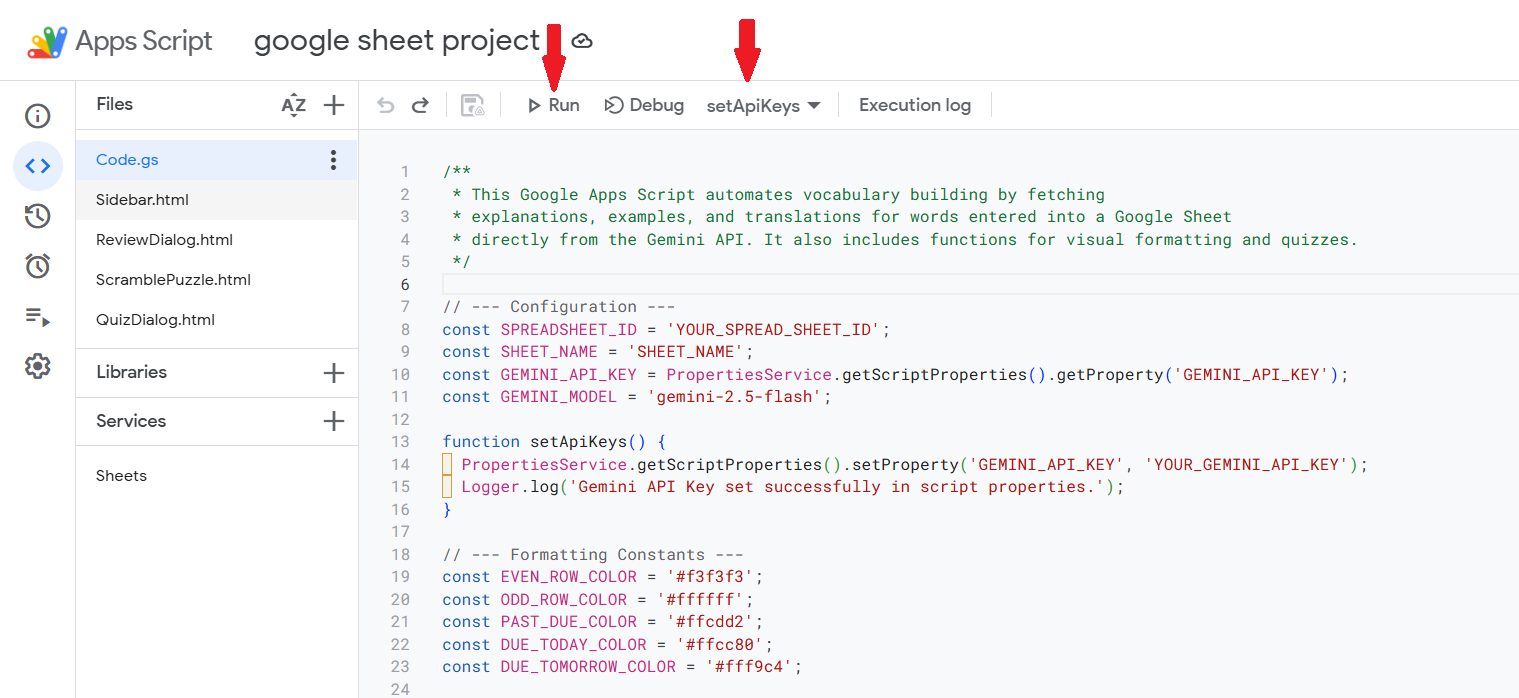 Apps Script google sheet project
Files
Run Debug setApiKeys Execution log
Code.gs
Sidebar.html
ReviewDialog.html
ScramblePuzzle.html
QuizDialog.html
Libraries
Services
Sheets
1 /**
2 * This Google Apps Script automates vocabulary building by fetching
3 * explanations, examples, and translations for words entered into a Google Sheet
4 * directly from the Gemini API. It also includes functions for visual formatting and quizzes.
5 */
6
7 // --- Configuration ---
8 const SPREADSHEET_ID = 'YOUR_SPREAD_SHEET_ID';
9 const SHEET_NAME = 'SHEET_NAME';
10 const GEMINI_API_KEY = PropertiesService.getScriptProperties().getProperty('GEMINI_API_KEY');
11 const GEMINI_MODEL = 'gemini-2.5-flash';
12
13 function setApiKeys() {
14 PropertiesService.getScriptProperties().setProperty('GEMINI_API_KEY', 'YOUR_GEMINI_API_KEY');
15 Logger.log('Gemini API Key set successfully in script properties.');
16 }
17
18 // --- Formatting Constants ---
19 const EVEN_ROW_COLOR = '#f3f3f3';
20 const ODD_ROW_COLOR = '#ffffff';
21 const PAST_DUE_COLOR = '#ffcdd2';
22 const DUE_TODAY_COLOR = '#ffcc80';
23 const DUE_TOMORROW_COLOR = '#fff9c4';
24